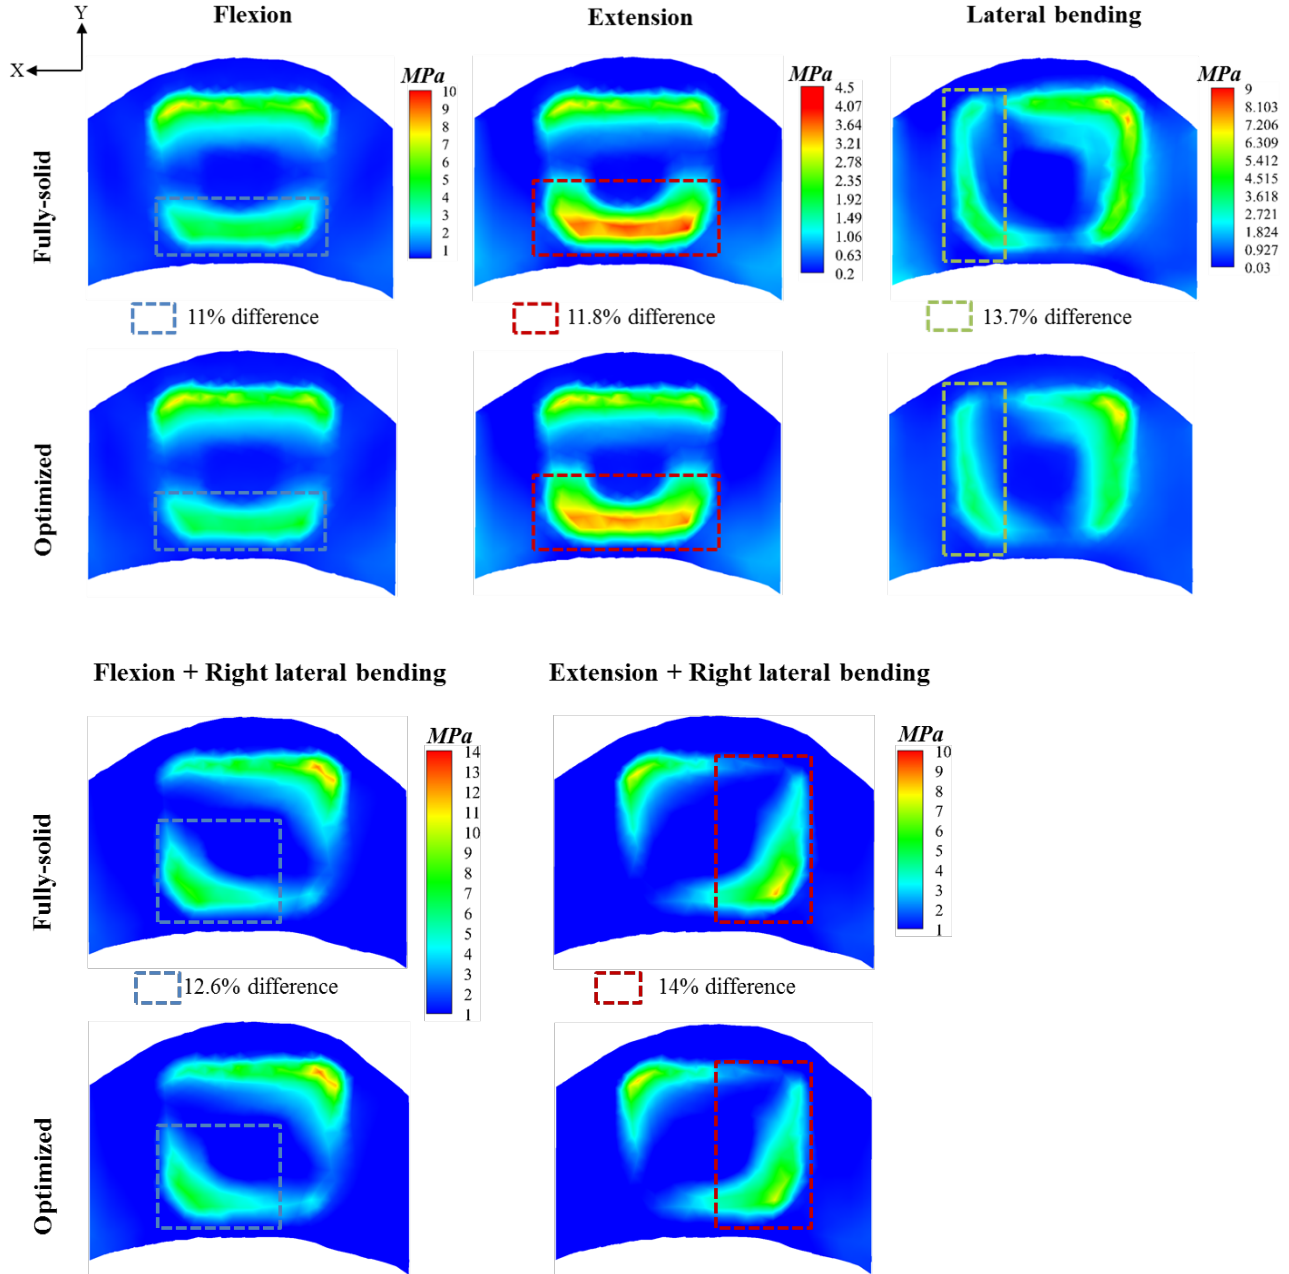 Y
X
Flexion
Extension
Lateral bending
Fully-solid
MPa
10
9
8
7
6
5
4
3
2
1
MPa
4.5
4.07
3.64
3.21
2.78
2.35
1.92
1.49
1.06
0.63
0.2
MPa
9
8.103
7.206
6.309
5.412
4.515
3.618
2.721
1.824
0.927
0.03
11% difference
11.8% difference
13.7% difference
Optimized
Flexion + Right lateral bending
Extension + Right lateral bending
Fully-solid
MPa
14
13
12
11
10
9
8
7
6
5
4
3
2
1
MPa
10
9
8
7
6
5
4
3
2
1
12.6% difference
14% difference
Optimized